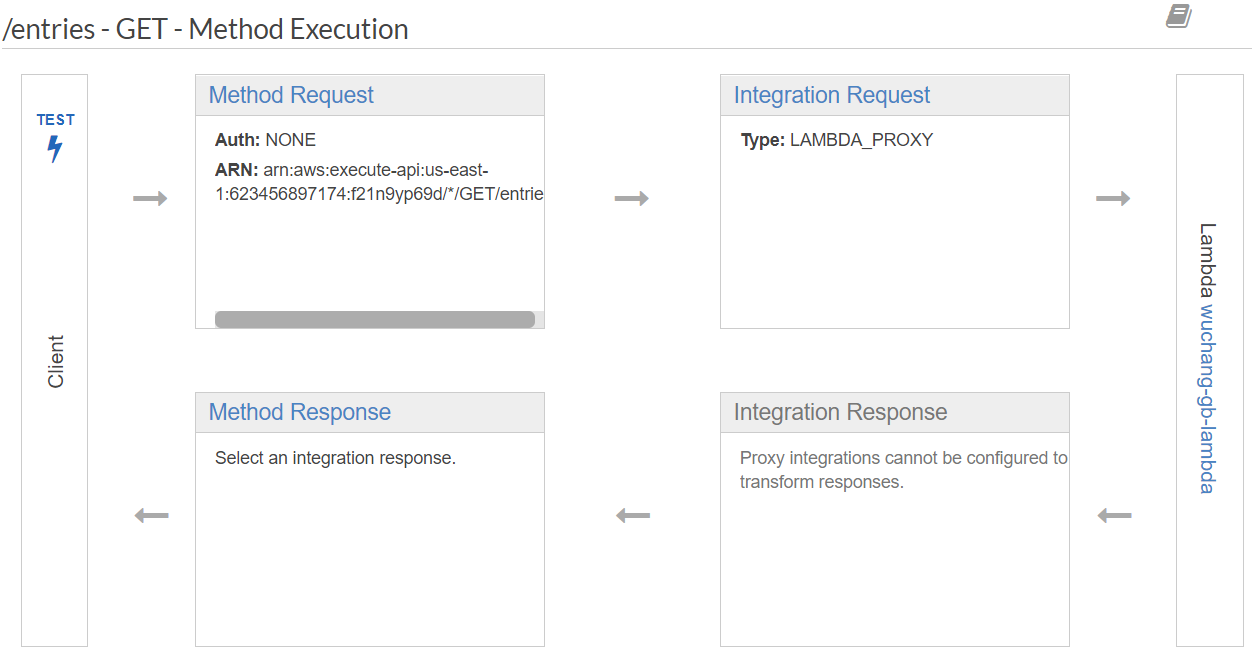 /entries - GET - Method Execution
TEST
Client
Method Request
Auth: NONE
ARN: arn:aws:execute-api:us-east-
1:623456897174:f21n9yp69d/*/GET/entrie
Integration Request
Type: LAMBDA_PROXY
Lambda wuchang-gb-lambda
Method Response
Select an integration response.
Integration Response
Proxy integrations cannot be configured to
transform responses.